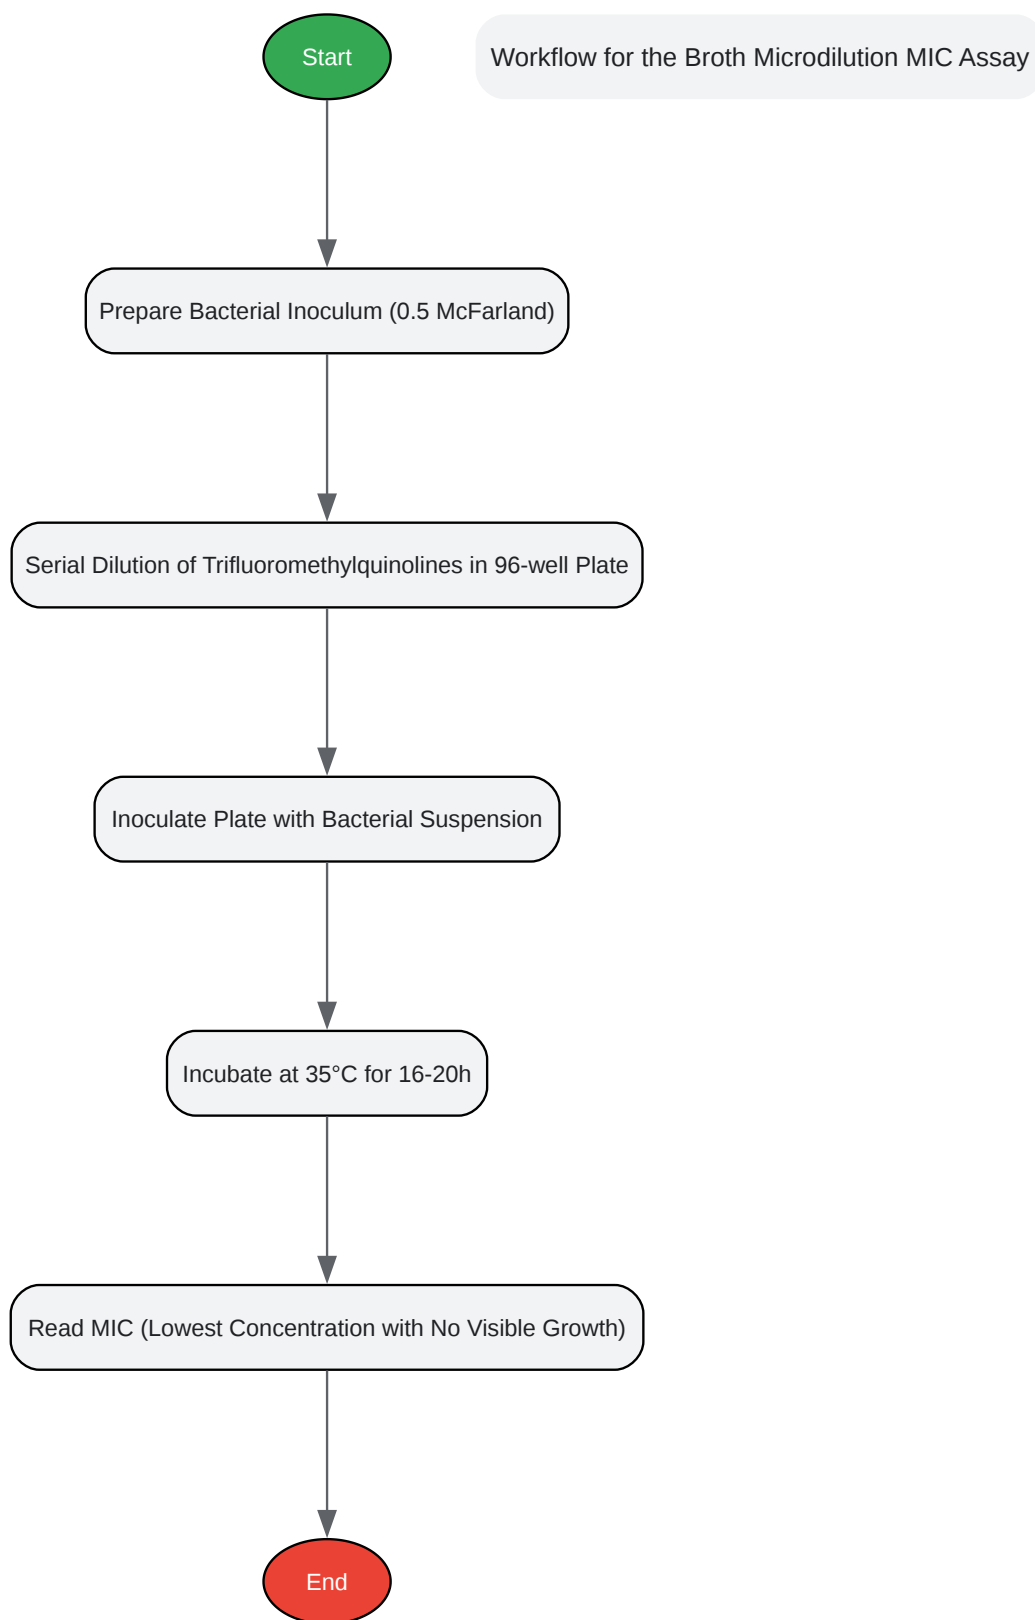 Start
Workflow for the Broth Microdilution MIC Assay
Prepare Bacterial Inoculum (0.5 McFarland)
Serial Dilution of Trifluoromethylquinolines in 96-well Plate
Inoculate Plate with Bacterial Suspension
Incubate at 35°C for 16-20h
Read MIC (Lowest Concentration with No Visible Growth)
End